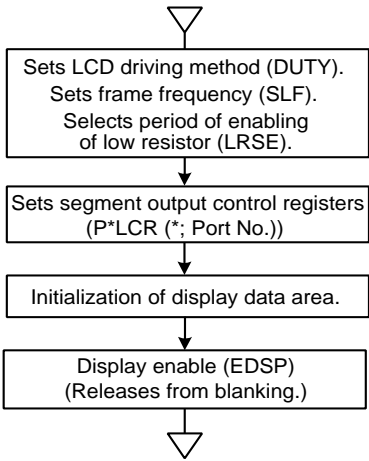 Sets LCD driving method (DUTY).
Sets frame frequency (SLF).
Selects period of enabling
of low resistor (LRSE).
Sets segment output control registers
(P*LCR (*; Port No.))
Initialization of display data area.
Display enable (EDSP)
(Releases from blanking.)